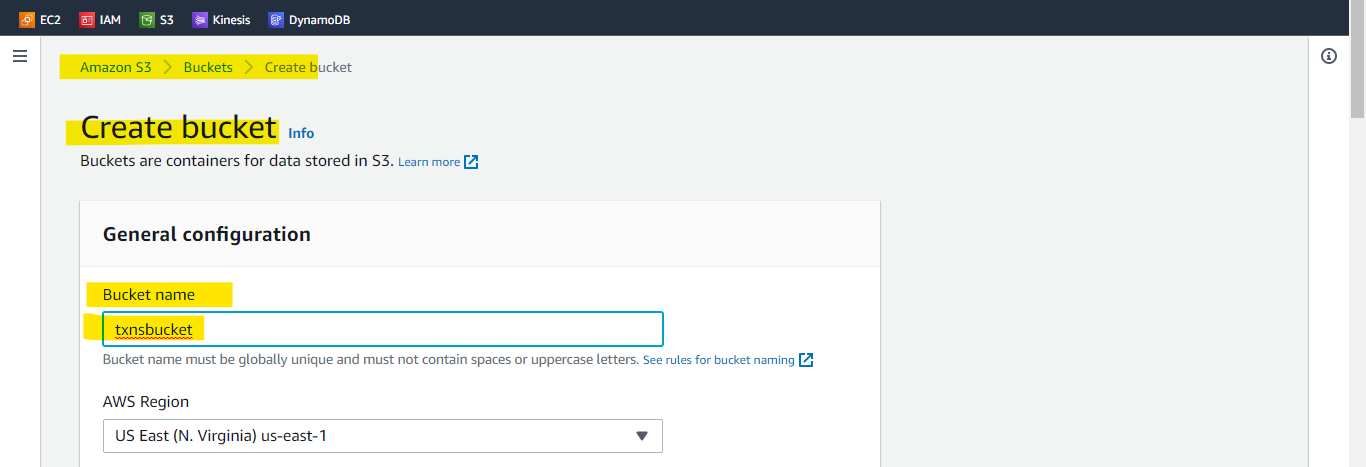 EC2 IAM S3 Kinesis DynamoDB
Amazon S3 > Buckets > Create bucket
Create bucket Info
Buckets are containers for data stored in S3. Learn more
General configuration
Bucket name
txnsbucket
Bucket name must be globally unique and must not contain spaces or uppercase letters. See rules for bucket naming
AWS Region
US East (N. Virginia) us-east-1